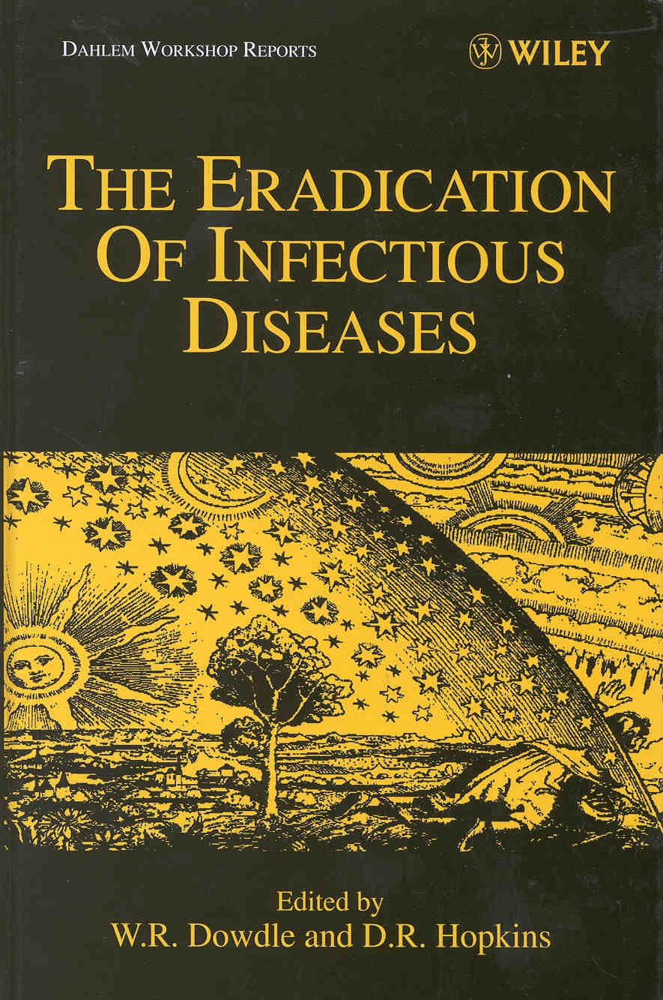 DAHLEM WORKSHOP REPORTS
WILEY
THE ERADICATION
OF INFECTIOUS
DISEASES
Edited by
W.R. Dowdle and D.R. Hopkins